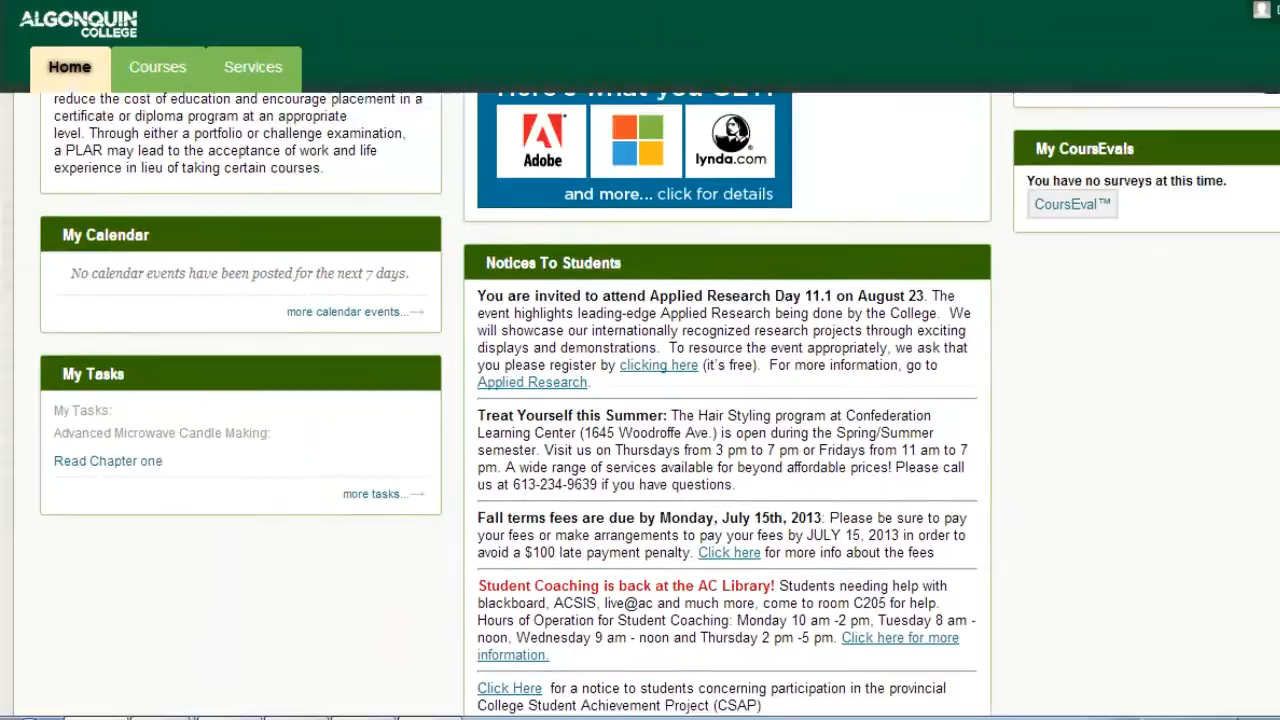 ALGONQUIN
COLLEGE
Home
Courses
Services
reduce the cost of education and encourage placement in a
certificate or diploma program at an appropriate
level. Through either a portfolio or challenge examination,
a PLAR may lead to the acceptance of work and life
experience in lieu of taking certain courses.
My Calendar
No calendar events have been posted for the next 7 days.
more calendar events...→
My Tasks
My Tasks:
Advanced Microwave Candle Making:
Read Chapter one
more tasks...→
Here's what you GET!
Adobe
lynda.com
and more... click for details
Notices To Students
You are invited to attend Applied Research Day 11.1 on August 23. The
event highlights leading-edge Applied Research being done by the College. We
will showcase our internationally recognized research projects through exciting
displays and demonstrations. To resource the event appropriately, we ask that
you please register by clicking here (it's free). For more information, go to
Applied Research.
Treat Yourself this Summer: The Hair Styling program at Confederation
Learning Center (1645 Woodroffe Ave.) is open during the Spring/Summer
semester. Visit us on Thursdays from 3 pm to 7 pm or Fridays from 11 am to 7
pm. A wide range of services available for beyond affordable prices! Please call
us at 613-234-9639 if you have questions.
Fall terms fees are due by Monday, July 15th, 2013: Please be sure to pay
your fees or make arrangements to pay your fees by JULY 15, 2013 in order to
avoid a $100 late payment penalty. Click here for more info about the fees
Student Coaching is back at the AC Library! Students needing help with
blackboard, ACSIS, live@ac and much more, come to room C205 for help.
Hours of Operation for Student Coaching: Monday 10 am -2 pm, Tuesday 8 am -
noon, Wednesday 9 am - noon and Thursday 2 pm -5 pm. Click here for more
information.
Click Here for a notice to students concerning participation in the provincial
College Student Achievement Project (CSAP)
My CoursEvals
You have no surveys at this time.
CoursEval™